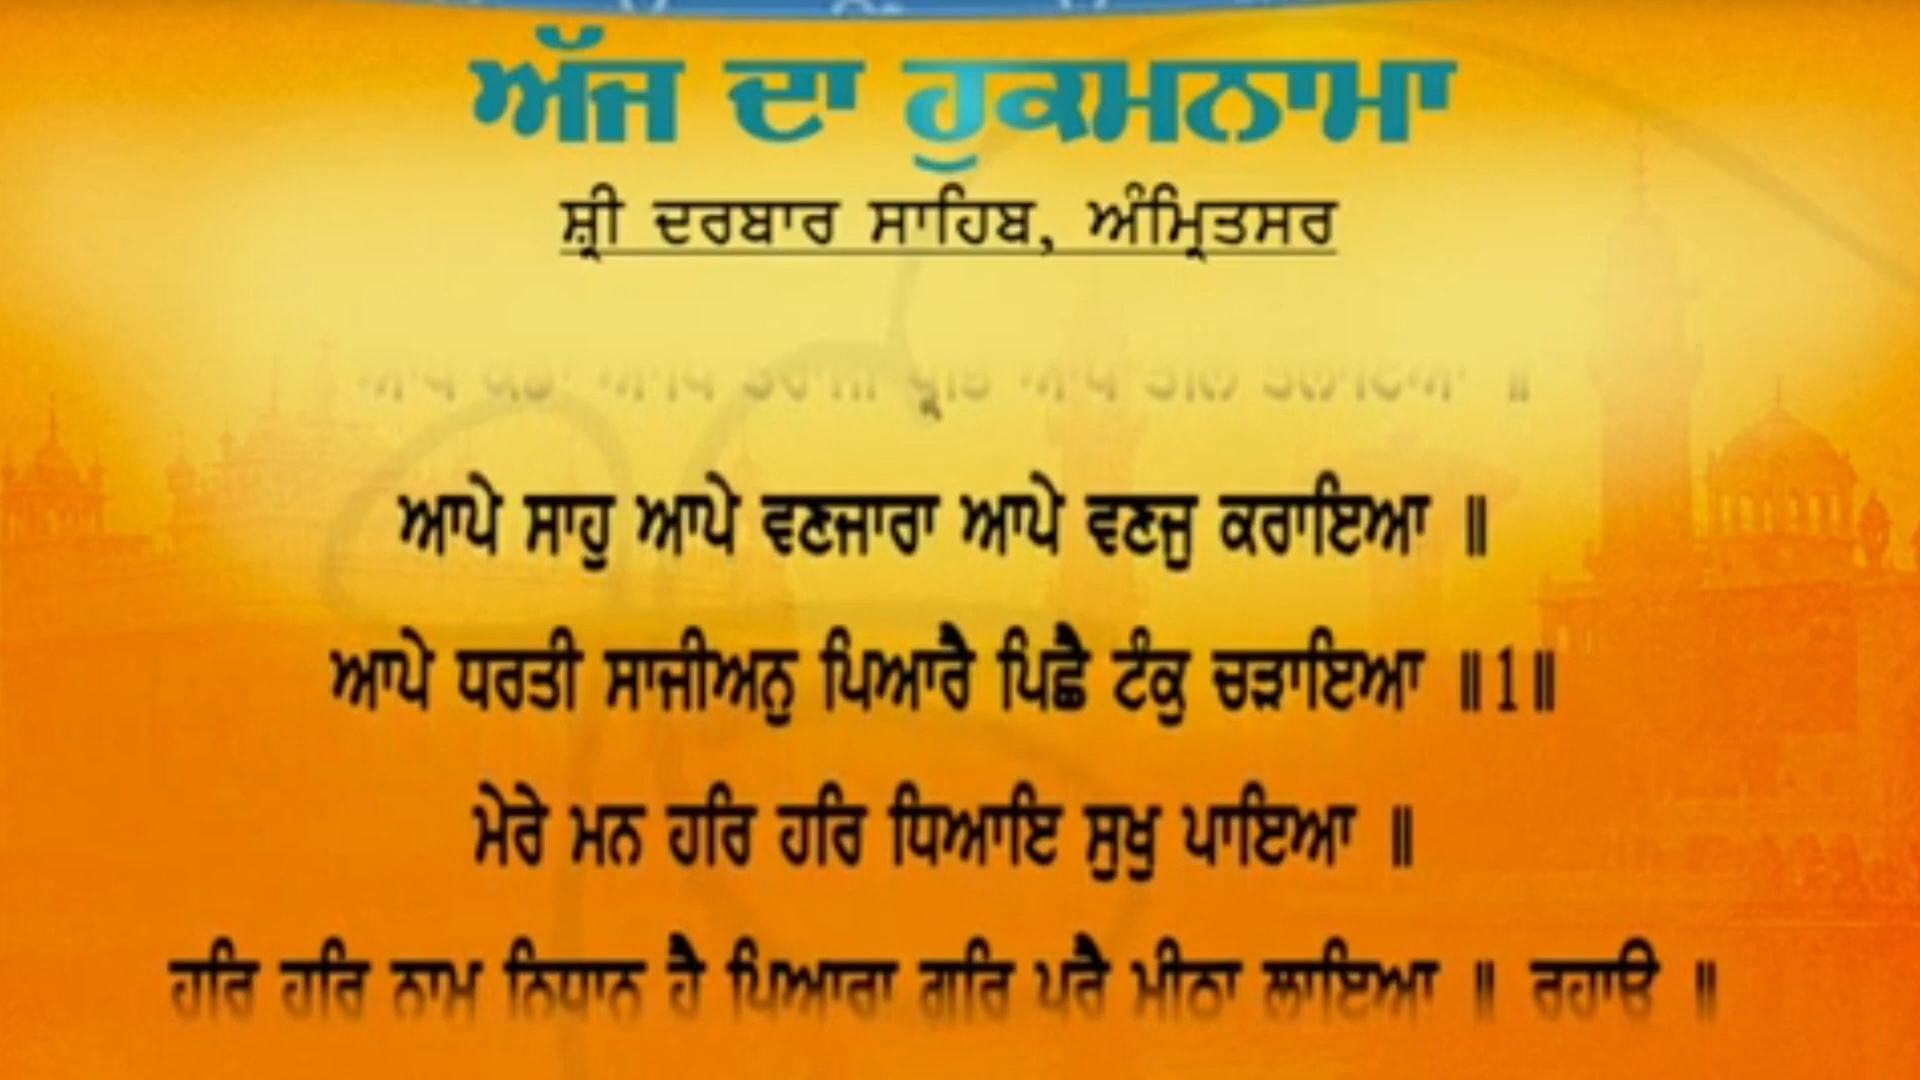 ਅੱਜ ਦਾ ਹੁਕਮਨਾਮਾ
ਸ਼੍ਰੀ ਦਰਬਾਰ ਸਾਹਿਬ, ਅੰਮ੍ਰਿਤਸਰ
ਆਪੇ ਸਾਹੁ ਆਪੇ ਵਣਜਾਰਾ ਆਪੇ ਵਣਜੁ ਕਰਾਇਆ ॥
ਆਪੇ ਧਰਤੀ ਸਾਜੀਅਨੁ ਪਿਆਰੈ ਪਿਛੈ ਟੰਕੁ ਚੜਾਇਆ ॥1॥
ਮੇਰੇ ਮਨ ਹਰਿ ਹਰਿ ਧਿਆਇ ਸੁਖੁ ਪਾਇਆ ॥
ਹਰਿ ਹਰਿ ਨਾਮੁ ਨਿਧਾਨੁ ਹੈ ਪਿਆਰਾ ਗੁਰਿ ਪੂਰੈ ਮੀਠਾ ਲਾਇਆ ॥ ਰਹਾਉ ॥